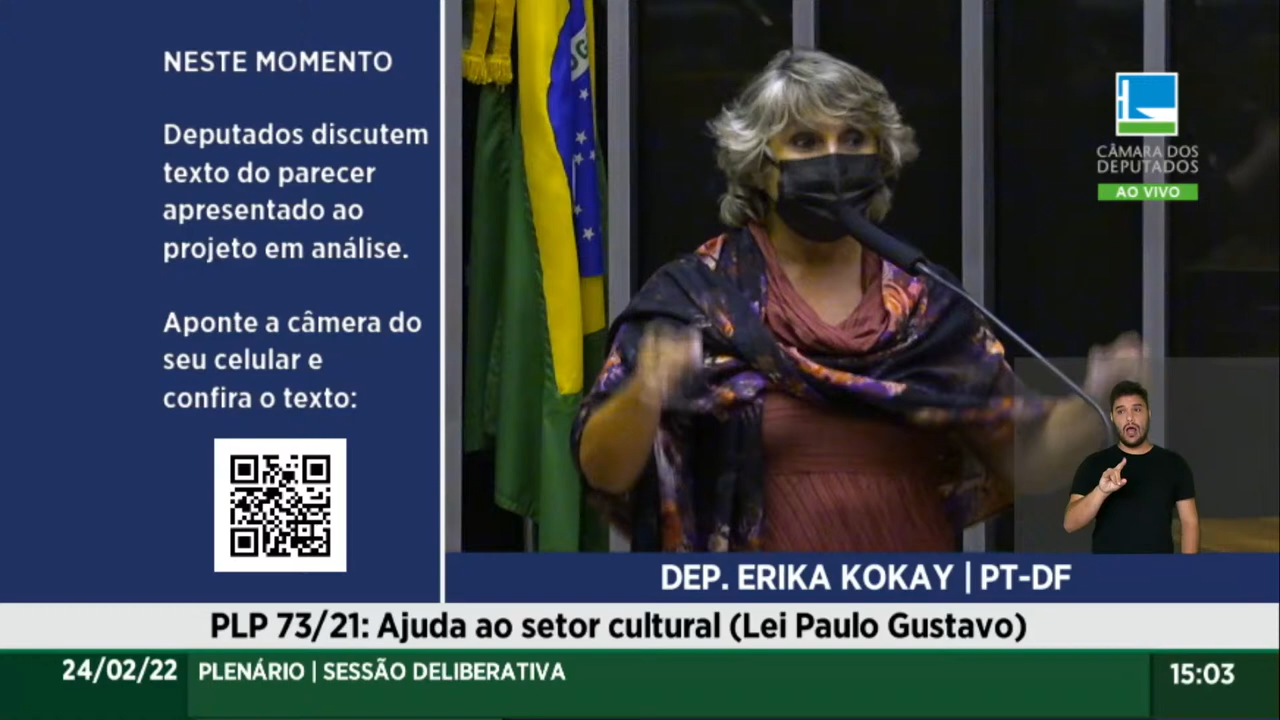 NESTE MOMENTO
Deputados discutem
texto do parecer
apresentado ao
projeto em análise.
Aponte a câmera do
seu celular e
confira o texto:
CÂMARA DOS
DEPUTADOS
AO VIVO
DEP. ERIKA KOKAY | PT-DF
PLP 73/21: Ajuda ao setor cultural (Lei Paulo Gustavo)
24/02/22
PLENÁRIO | SESSÃO DELIBERATIVA
15:03